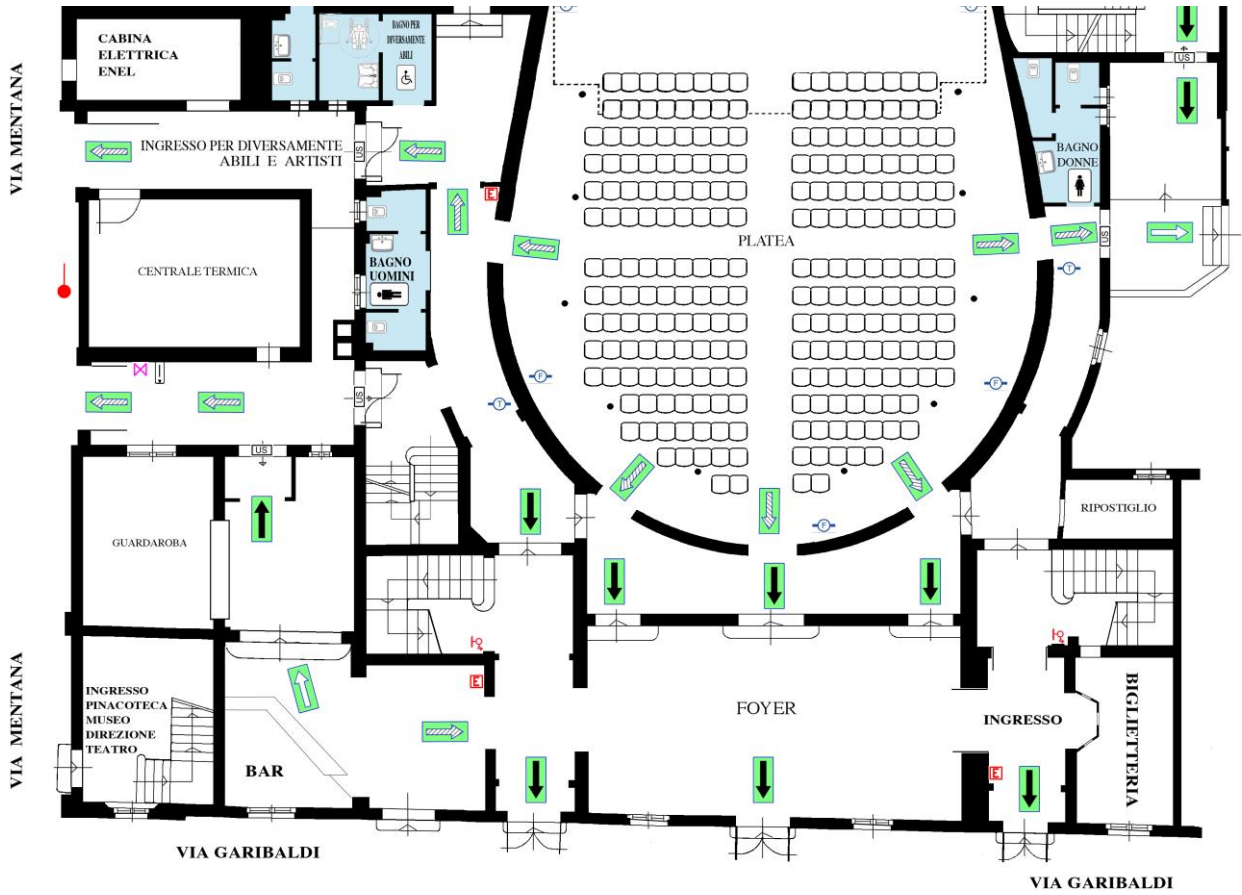 CABINA
ELETTRICA
ENEL
BAGNO PER
DIVERSAMENTE
ABILI
US
VIA MENTANA
INGRESSO PER DIVERSAMENTE
ABILI E ARTISTI
US
BAGNO
DONNE
E
PLATEA
US
CENTRALE TERMICA
BAGNO
UOMINI
T
F
F
T
US
US
GUARDAROBA
F
RIPOSTIGLIO
VIA MENTANA
INGRESSO
PINACOTECA
MUSEO
DIREZIONE
TEATRO
E
BAR
FOYER
INGRESSO
E
BIGLIETTERIA
VIA GARIBALDI
VIA GARIBALDI